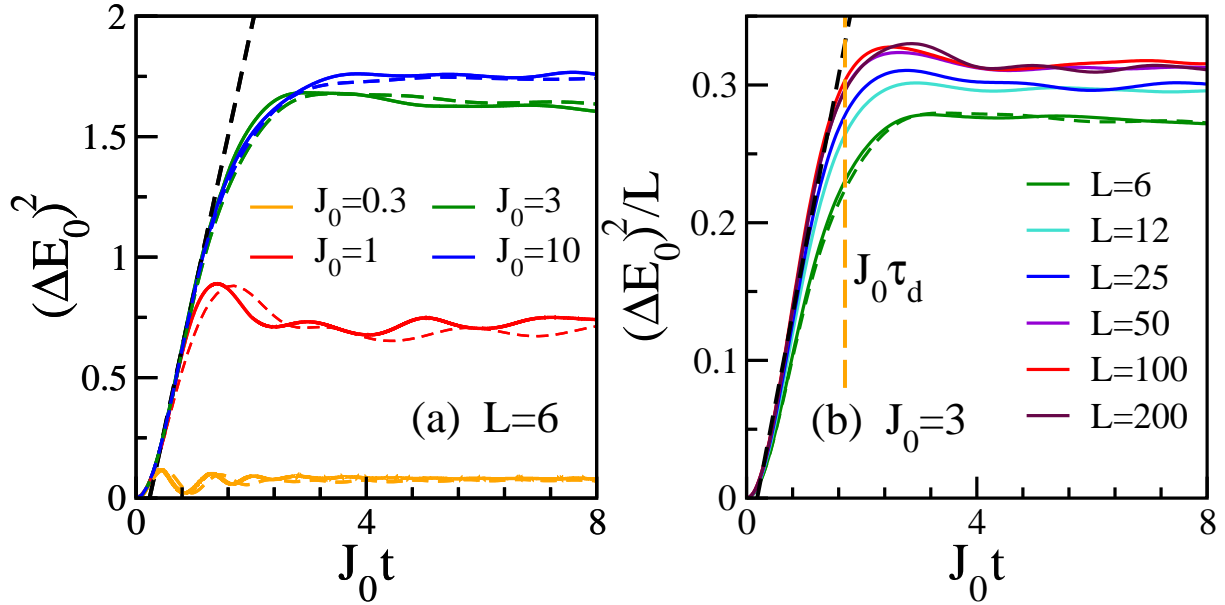 2
1.5
1
0.5
0
(ΔE₀)²
J₀=0.3
J₀=3
J₀=1
J₀=10
(a) L=6
0
4
8
J₀t
0.3
0.2
0.1
0
(ΔE₀)²/L
J₀τ_d
L=6
L=12
L=25
L=50
L=100
L=200
(b) J₀=3
0
4
8
J₀t